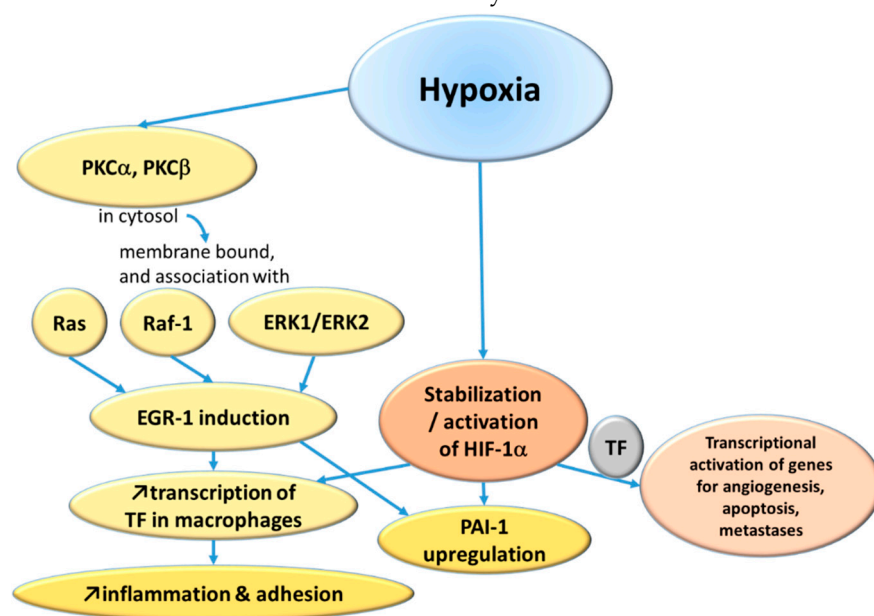 Hypoxia
PKCα, PKCβ
in cytosol
membrane bound,
and association with
Ras
Raf-1
ERK1/ERK2
EGR-1 induction
Stabilization
/ activation
of HIF-1α
TF
Transcriptional
activation of genes
for angiogenesis,
apoptosis,
metastases
↗transcription of
TF in macrophages
PAI-1
upregulation
↗inflammation & adhesion